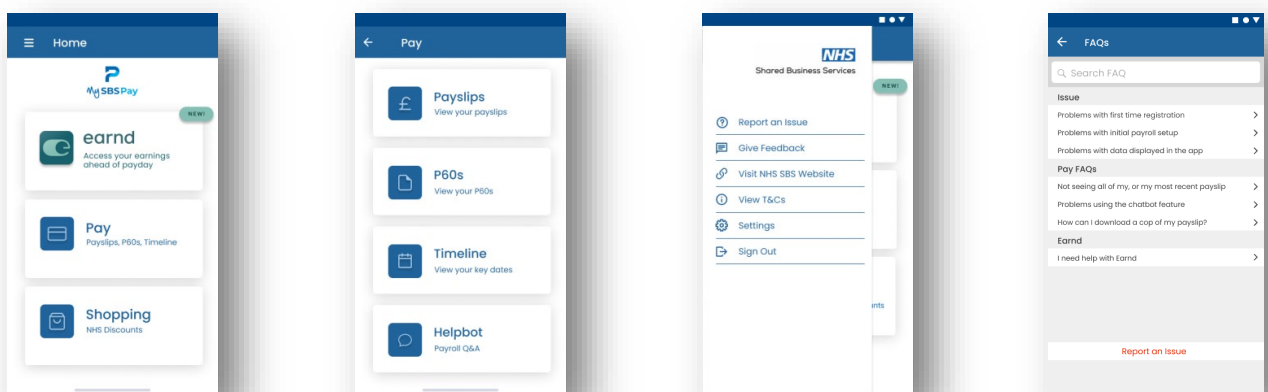 Home
My SBS Pay
NEW!
earnd
Access your earnings
ahead of payday
Pay
Payslips, P60s, Timeline
Shopping
NHS Discounts
Pay
Payslips
View your payslips
P60s
View your P60s
Timeline
View your key dates
Helpbot
Payroll Q&A
NHS
Shared Business Services
NEW!
Report an Issue
Give Feedback
Visit NHS SBS Website
View T&Cs
Settings
Sign Out
unts
FAQs
Search FAQ
Issue
Problems with first time registration
Problems with initial payroll setup
Problems with data displayed in the app
Pay FAQs
Not seeing all of my, or my most recent payslip
Problems using the chatbot feature
How can I download a cop of my payslip?
Earnd
I need help with Earnd
Report an Issue